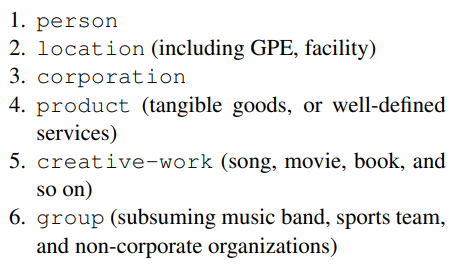 1. person
2. location (including GPE, facility)
3. corporation
4. product (tangible goods, or well-defined
services)
5. creative-work (song, movie, book, and
so on)
6. group (subsuming music band, sports team,
and non-corporate organizations)